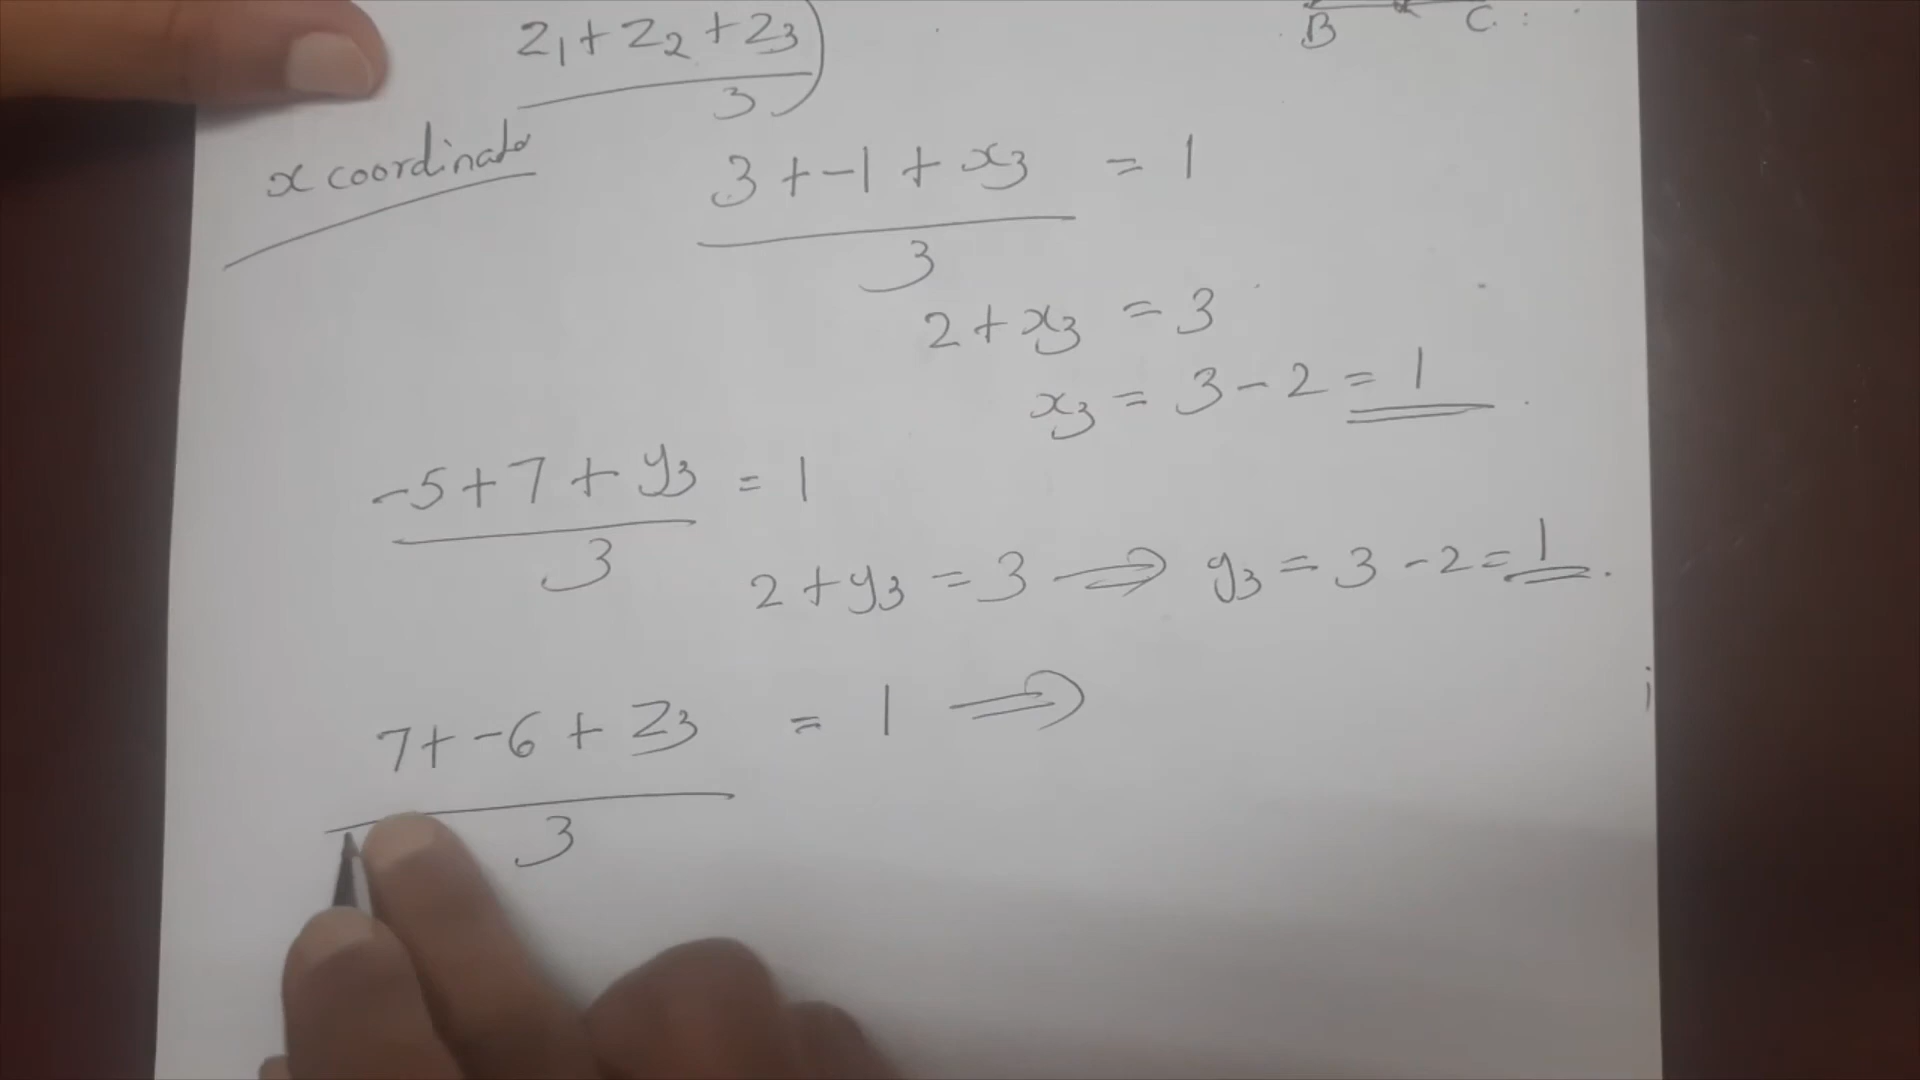 z₁ + z₂ + z₃ )
3
B C
x coordinate
3 + -1 + x₃ = 1
3
2 + x₃ = 3
x₃ = 3 - 2 = 1
-5 + 7 + y₃ = 1
3
2 + y₃ = 3 ⟹ y₃ = 3 - 2 = 1
7 + -6 + z₃ = 1 ⟹
3